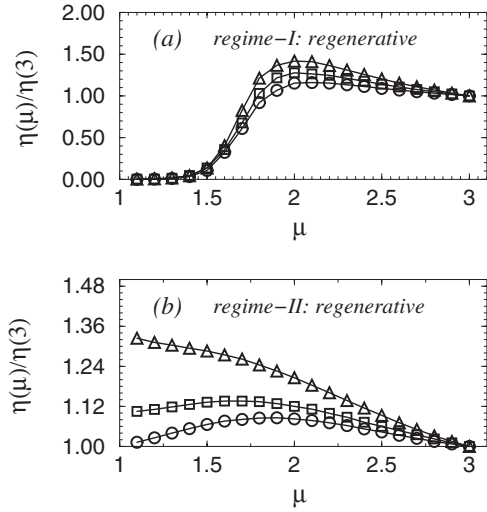 2.00
(a) regime-I: regenerative
1.50
η(μ)/η(3)
1.00
0.50
0.00
1 1.5 2 2.5 3
μ
1.48
(b) regime-II: regenerative
1.36
η(μ)/η(3)
1.24
1.12
1.00
1 1.5 2 2.5 3
μ